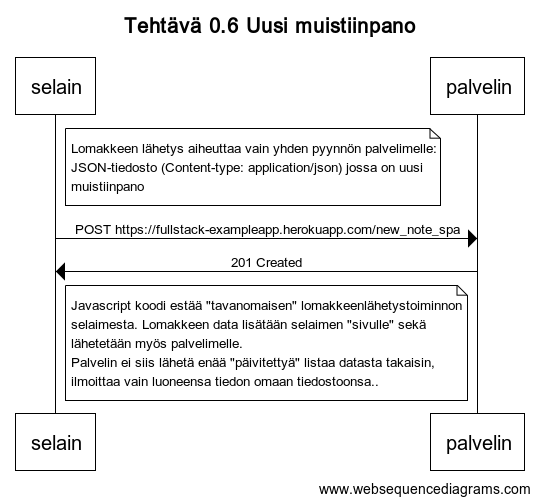 Tehtävä 0.6 Uusi muistiinpano
selain
palvelin
Lomakkeen lähetys aiheuttaa vain yhden pyynnön palvelimelle:
JSON-tiedosto (Content-type: application/json) jossa on uusi
muistiinpano
POST https://fullstack-exampleapp.herokuapp.com/new_note_spa
201 Created
Javascript koodi estää "tavanomaisen" lomakkeenlähetystoiminnon
selaimesta. Lomakkeen data lisätään selaimen "sivulle" sekä
lähetetään myös palvelimelle.
Palvelin ei siis lähetä enää "päivitettyä" listaa datasta takaisin,
ilmoittaa vain luoneensa tiedon omaan tiedostoonsa..
selain
palvelin
www.websequencediagrams.com